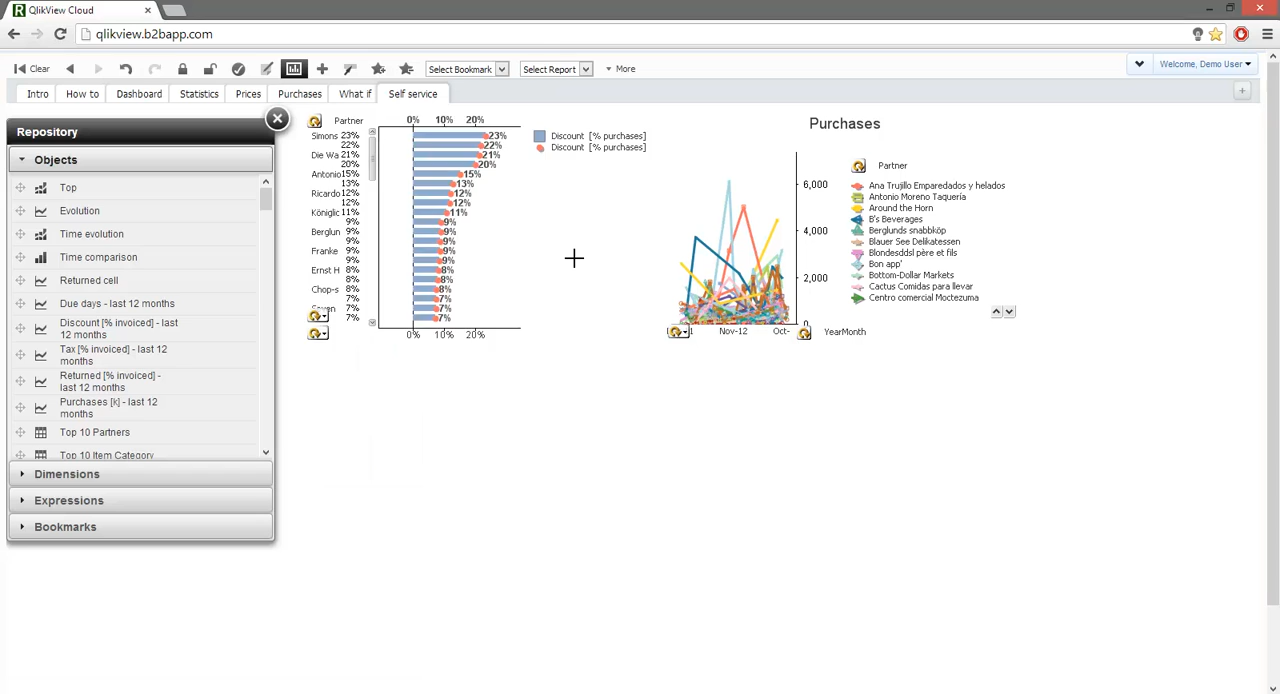 QlikView Cloud
qlikview.b2bapp.com
Clear
Select Bookmark
Select Report
More
Welcome, Demo User
Intro
How to
Dashboard
Statistics
Prices
Purchases
What if
Self service
Repository
Objects
Top
Evolution
Time evolution
Time comparison
Returned cell
Due days - last 12 months
Discount [% invoiced] - last
12 months
Tax [% invoiced] - last 12
months
Returned [% invoiced] -
last 12 months
Purchases [k] - last 12
months
Top 10 Partners
Top 10 Item Category
Dimensions
Expressions
Bookmarks
Partner 0% 10% 20%
Simons 23% 23%
22% 22%
Die Wa 21% 21%
20% 20%
Antonio 15% 15%
13% 13%
Ricardo 12% 12%
12% 12%
Königlic 11% 11%
9% 9%
Berglun 9% 9%
9% 9%
Franke 9% 9%
9% 9%
Ernst H 8% 8%
8% 8%
Chop-s 8% 8%
7% 7%
7% 7%
7% 7%
0% 10% 20%
Discount [% purchases]
Discount [% purchases]
Purchases
6,000
4,000
2,000
0
Nov-12 Oct-
YearMonth
Partner
Ana Trujillo Emparedados y helados
Antonio Moreno Taquería
Around the Horn
B's Beverages
Berglunds snabbköp
Blauer See Delikatessen
Blondesddsl père et fils
Bon app'
Bottom-Dollar Markets
Cactus Comidas para llevar
Centro comercial Moctezuma